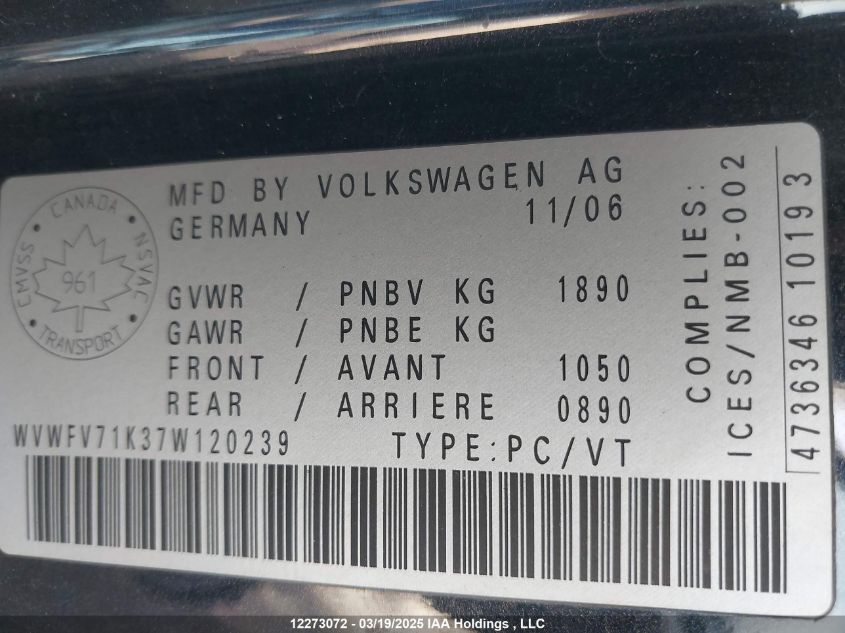 CANADA
CMVSS
NSVAC
961
TRANSPORT
MFD BY VOLKSWAGEN AG
GERMANY 11/06
GVWR / PNBV KG 1890
GAWR / PNBE KG
FRONT / AVANT 1050
REAR / ARRIERE 0890
WVWFV71K37W120239 TYPE:PC/VT
COMPLIES:
ICES/NMB-002
4736346 10193
12273072 - 03/19/2025 IAA Holdings , LLC